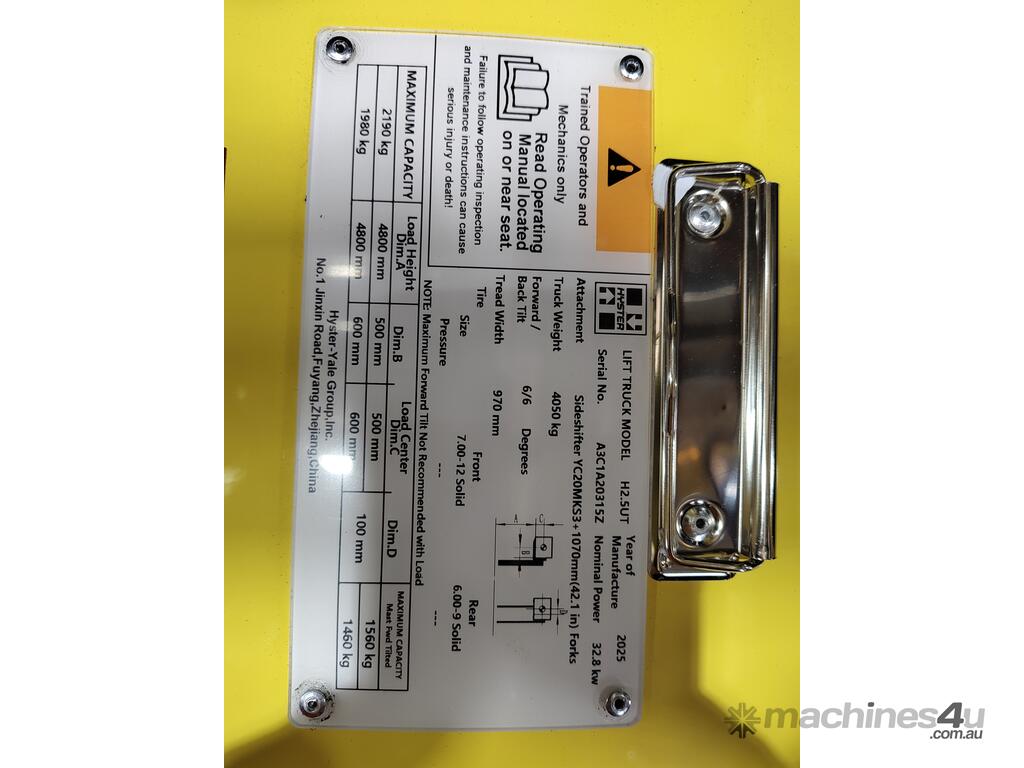 Trained Operators and
Mechanics only
Read Operating
Manual located
on or near seat.
Failure to follow operating inspection
and maintenance instructions can cause
serious injury or death!
HYSTER
LIFT TRUCK MODEL H2.5UT Year of Manufacture 2025
Serial No. A3C1A20315Z Nominal Power 32.8 kw
Attachment Sideshifter YC20MKS3+1070mm(42.1 in) Forks
Truck Weight 4050 kg
Forward / Back Tilt 6/6 Degrees
Tread Width 970 mm
A C B D
Front Rear
Tire Size 7.00-12 Solid 6.00-9 Solid
Pressure --- ---
NOTE: Maximum Forward Tilt Not Recommended with Load
MAXIMUM CAPACITY Load Height Dim.A Dim.B Load Center Dim.C Dim.D MAXIMUM CAPACITY Mast Fwd Tilted
2190 kg 4800 mm 500 mm 500 mm 100 mm 1560 kg
1980 kg 4800 mm 600 mm 600 mm 1460 kg
Hyster-Yale Group,Inc.
No.1 Jinxin Road,Fuyang,Zhejiang,China
machines4u
.com.au